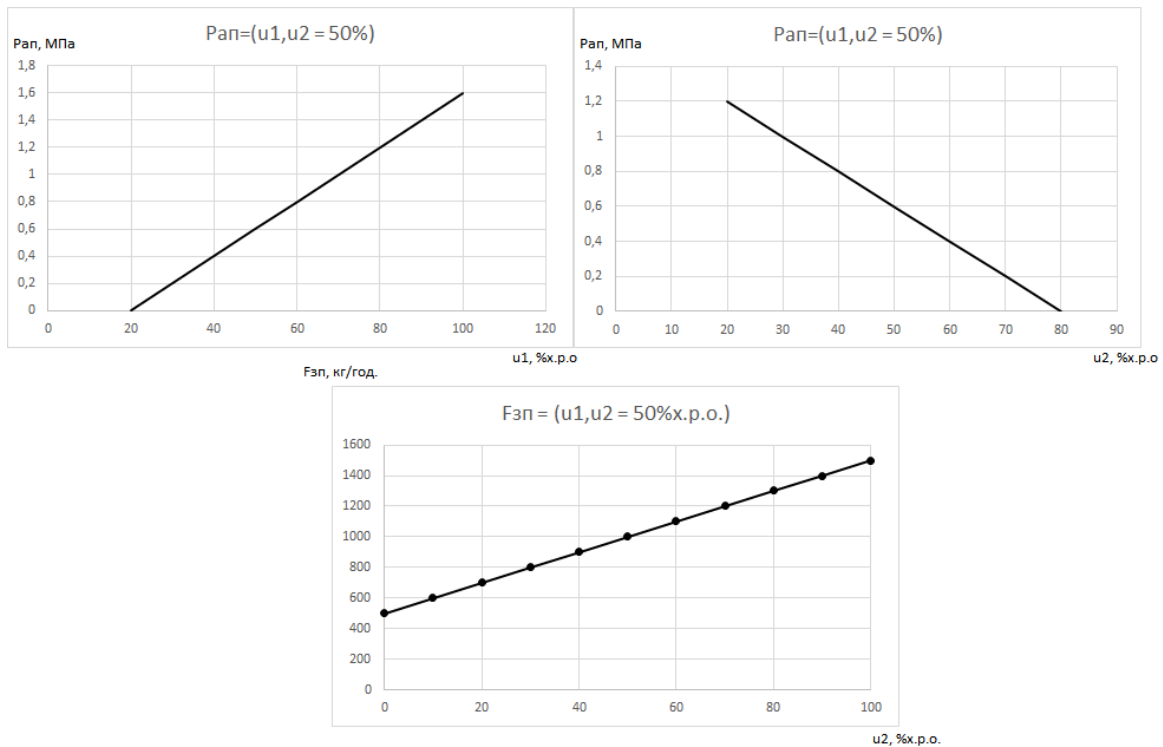 Рап=(u1,u2 = 50%)
Рап, МПа
1,8
1,6
1,4
1,2
1
0,8
0,6
0,4
0,2
0
0 20 40 60 80 100 120
u1, %х.р.о
Рап=(u1,u2 = 50%)
Рап, МПа
1,4
1,2
1
0,8
0,6
0,4
0,2
0
0 10 20 30 40 50 60 70 80 90
u2, %х.р.о
Fзп, кг/год.
Fзп = (u1,u2 = 50%х.р.о.)
1600
1400
1200
1000
800
600
400
200
0
0 20 40 60 80 100
u2, %х.р.о.